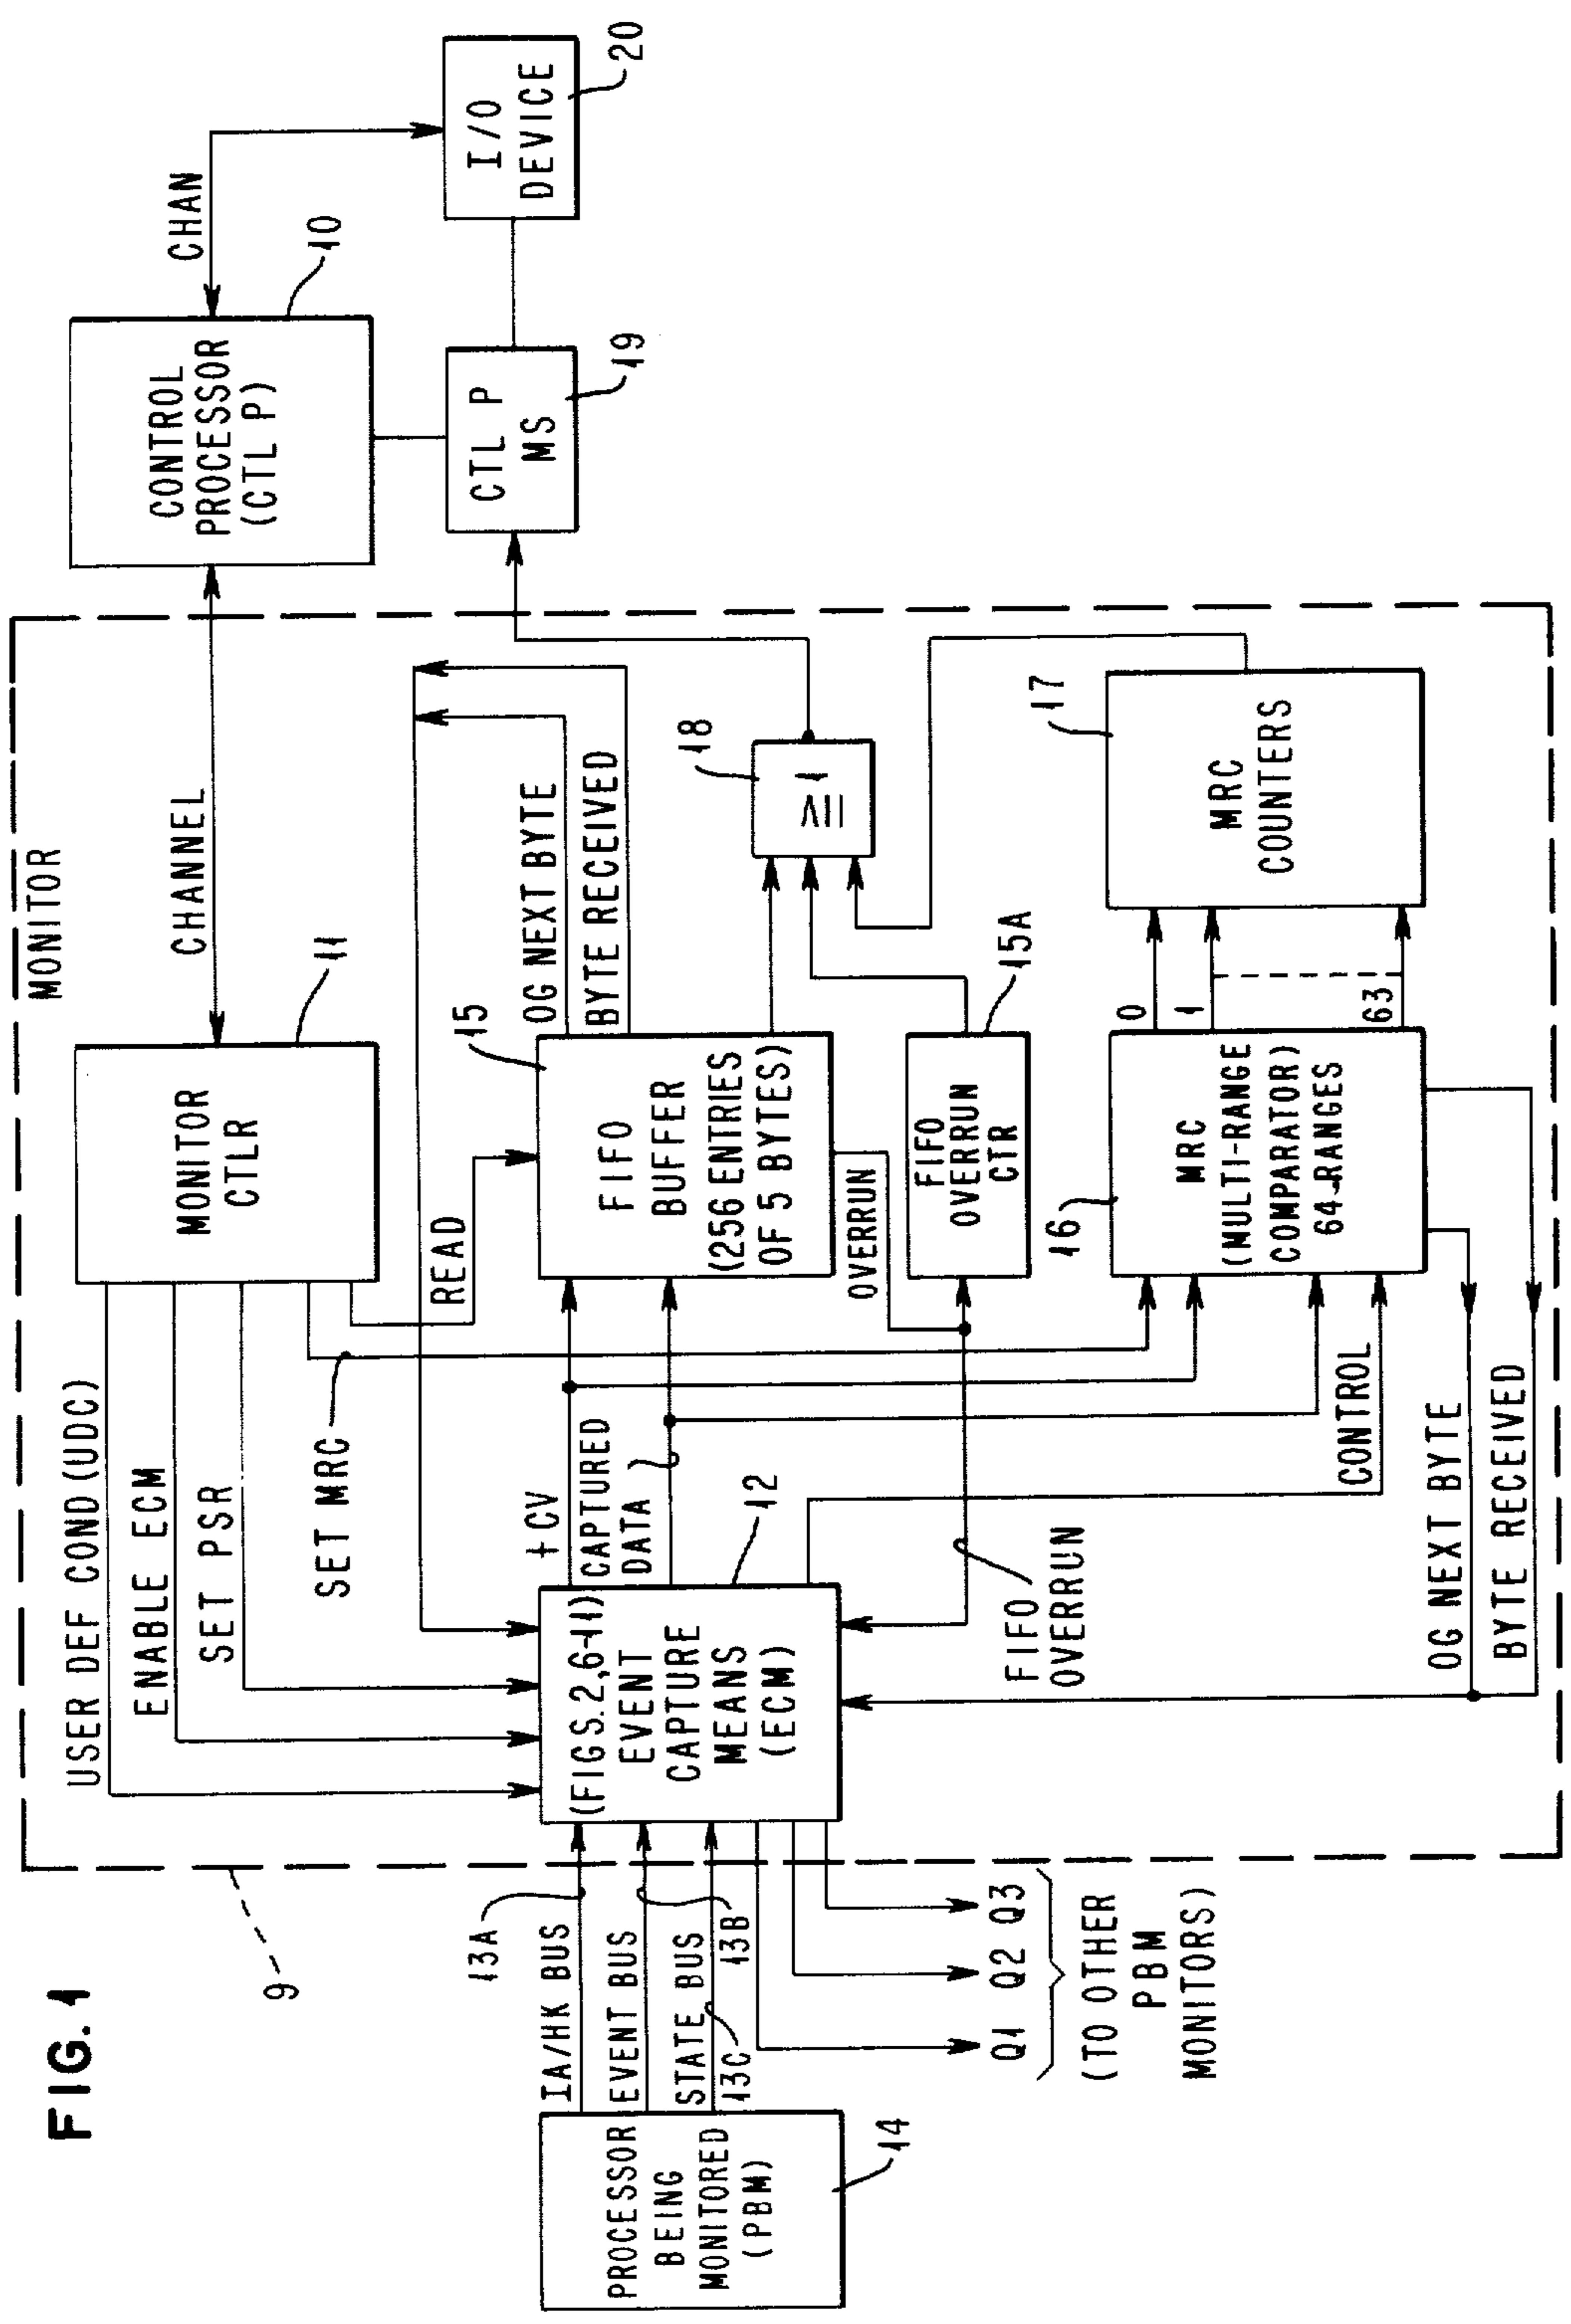 FIG. 1
9
MONITOR
PROCESSOR
BEING
MONITORED
(PBM)
14
IA/HK BUS
13A
EVENT BUS
13B
STATE BUS
13C
Q1 Q2 Q3
(TO OTHER
PBM
MONITORS)
USER DEF COND (UDC)
ENABLE ECM
SET PSR
SET MRC
READ
(FIGS. 2,6-11)
EVENT
CAPTURE
MEANS
(ECM)
12
+ CV
CAPTURED
DATA
FIFO
OVERRUN
CONTROL
OG NEXT BYTE
BYTE RECEIVED
MONITOR
CTLR
11
CHANNEL
FIFO
BUFFER
(256 ENTRIES
OF 5 BYTES)
15
OG NEXT BYTE
BYTE RECEIVED
OVERRUN
FIFO
OVERRUN
CTR
15A
MRC
(MULTI-RANGE
COMPARATOR)
64-RANGES
16
0
1
63
MRC
COUNTERS
17
≥ 1
18
CONTROL
PROCESSOR
(CTL P)
10
CHAN
CTL P
MS
19
I/O
DEVICE
20